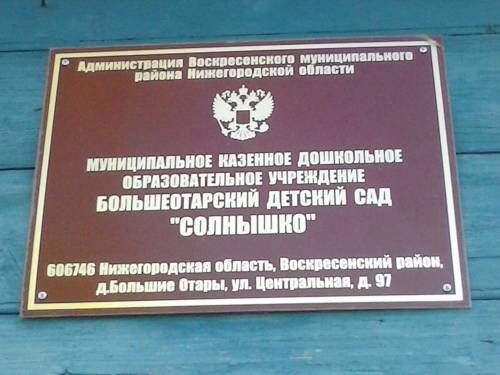 Администрация Воскресенского муниципального
района Нижегородской области
МУНИЦИПАЛЬНОЕ КАЗЕННОЕ ДОШКОЛЬНОЕ
ОБРАЗОВАТЕЛЬНОЕ УЧРЕЖДЕНИЕ
БОЛЬШЕОТАРСКИЙ ДЕТСКИЙ САД
"СОЛНЫШКО"
606746 Нижегородская область, Воскресенский район,
д.Большие Отары, ул. Центральная, д. 97